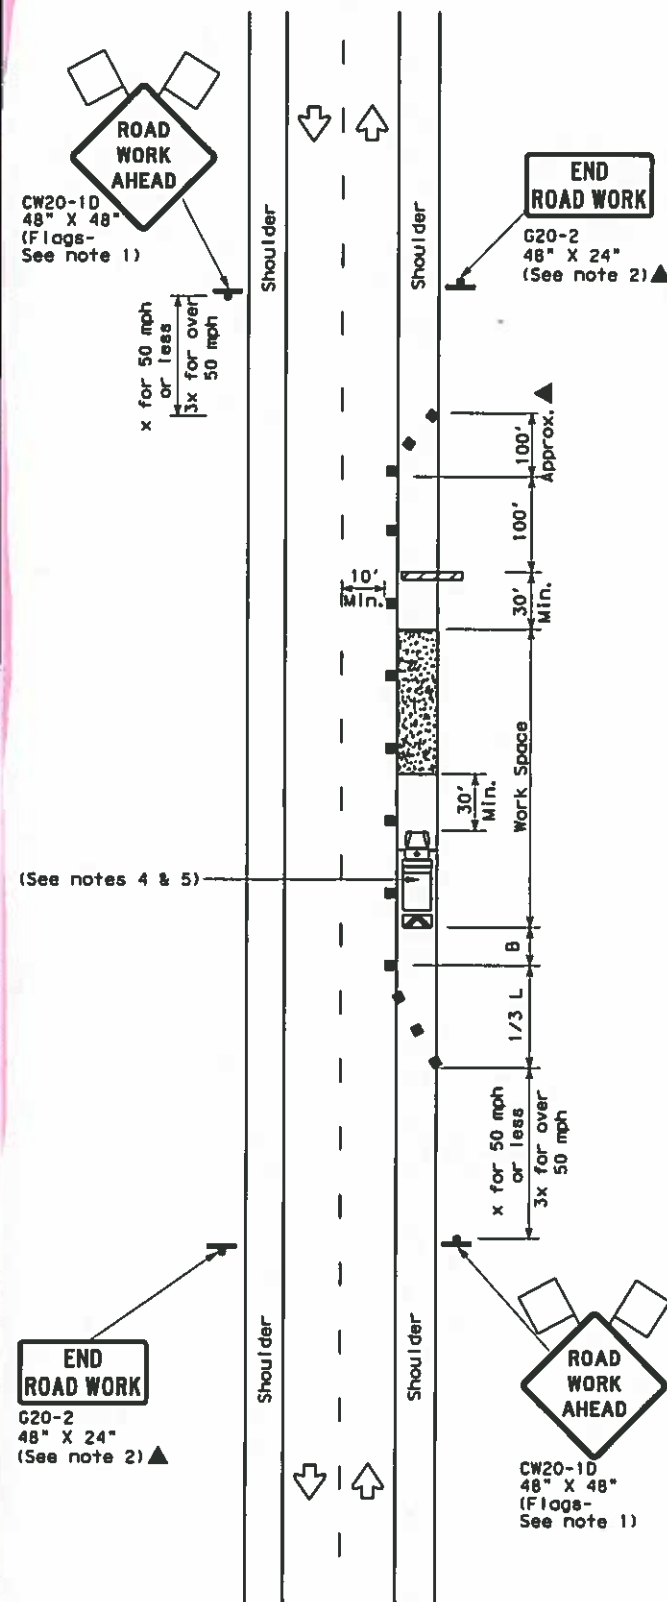 ROAD
WORK
AHEAD
CW20-1D
48" X 48"
(Flags-
See note 1)
Shoulder
Shoulder
END
ROAD WORK
G20-2
48" X 24"
(See note 2)▲
x for 50 mph
or less
3x for over
50 mph
100'
Approx.▲
100'
10'
Min.
30'
Min.
Work Space
30'
Min.
(See notes 4 & 5)
B
1/3 L
x for 50 mph
or less
3x for over
50 mph
END
ROAD WORK
G20-2
48" X 24"
(See note 2)▲
Shoulder
Shoulder
ROAD
WORK
AHEAD
CW20-1D
48" X 48"
(Flags-
See note 1)